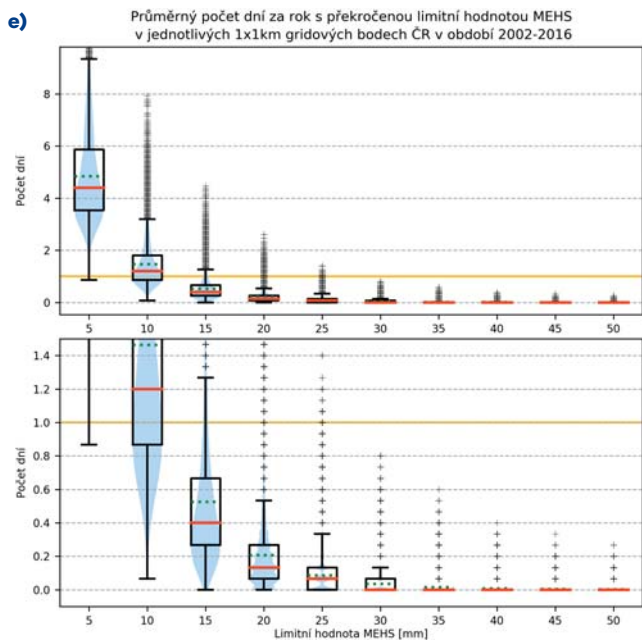 e)
Průměrný počet dní za rok s překročenou limitní hodnotou MEHS
v jednotlivých 1x1km gridových bodech ČR v období 2002-2016
8
6
4
2
0
Počet dní
5 10 15 20 25 30 35 40 45 50
1.4
1.2
1.0
0.8
0.6
0.4
0.2
0.0
Počet dní
5 10 15 20 25 30 35 40 45 50
Limitní hodnota MEHS [mm]